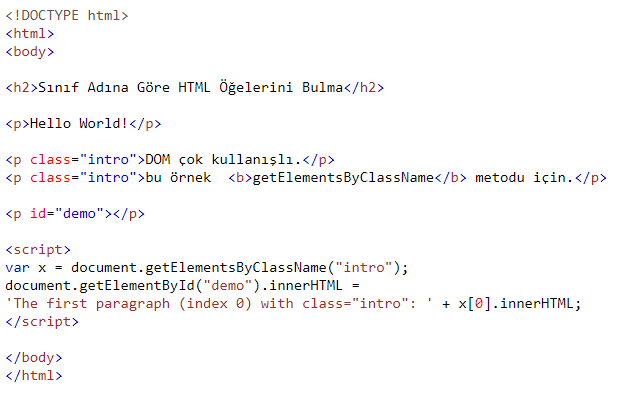 <!DOCTYPE html>
<html>
<body>
<h2>Sınıf Adına Göre HTML Öğelerini Bulma</h2>
<p>Hello World!</p>
<p class="intro">DOM çok kullanışlı.</p>
<p class="intro">bu örnek  <b>getElementsByClassName</b> metodu için.</p>
<p id="demo"></p>
<script>
var x = document.getElementsByClassName("intro");
document.getElementById("demo").innerHTML =
'The first paragraph (index 0) with class="intro": ' + x[0].innerHTML;
</script>
</body>
</html>